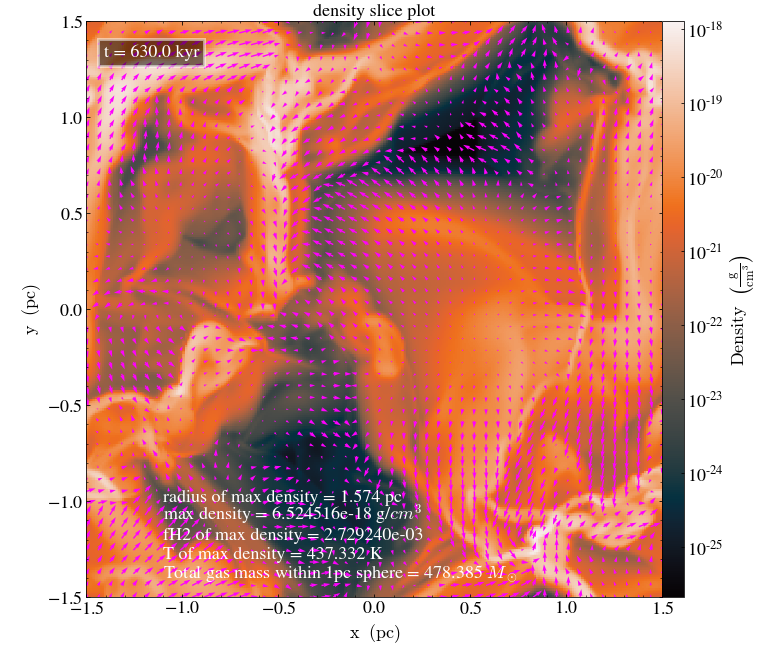 density slice plot
t = 630.0 kyr
1.5
1.0
0.5
0.0
−0.5
−1.0
−1.5
y (pc)
−1.5
−1.0
−0.5
0.0
0.5
1.0
1.5
x (pc)
radius of max density = 1.574 pc
max density = 6.524516e-18 g/cm³
fH2 of max density = 2.729240e-03
T of max density = 437.332 K
Total gas mass within 1pc sphere = 478.385 M☉
10⁻¹⁸
10⁻¹⁹
10⁻²⁰
10⁻²¹
10⁻²²
10⁻²³
10⁻²⁴
10⁻²⁵
Density (g/cm³)